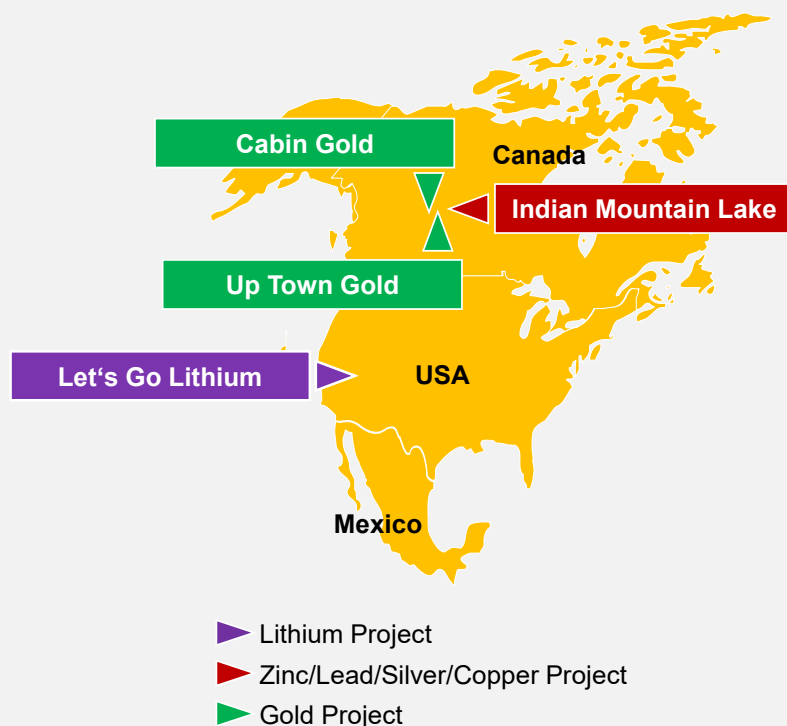 Cabin Gold
Canada
Indian Mountain Lake
Up Town Gold
Let‘s Go Lithium
USA
Mexico
Lithium Project
Zinc/Lead/Silver/Copper Project
Gold Project